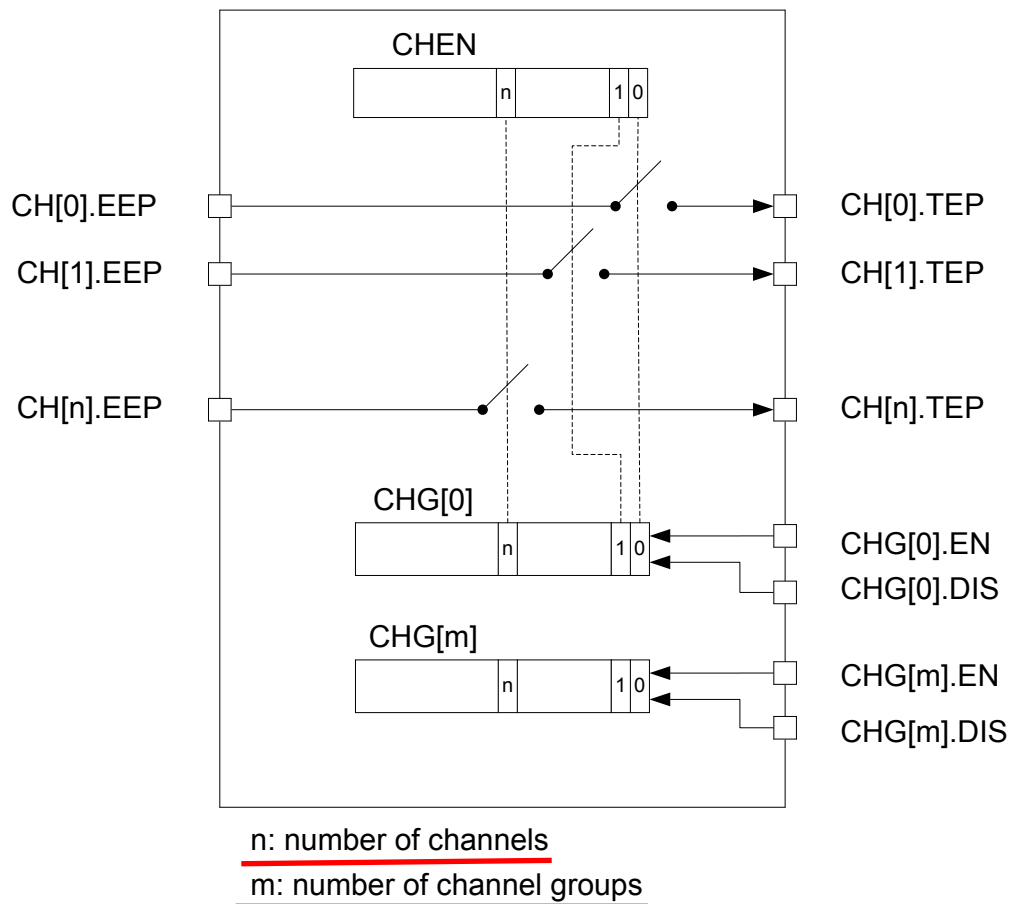 CHEN
n 1 0
CH[0].EEP CH[0].TEP
CH[1].EEP CH[1].TEP
CH[n].EEP CH[n].TEP
CHG[0]
n 1 0
CHG[0].EN
CHG[0].DIS
CHG[m]
n 1 0
CHG[m].EN
CHG[m].DIS
n: number of channels
m: number of channel groups